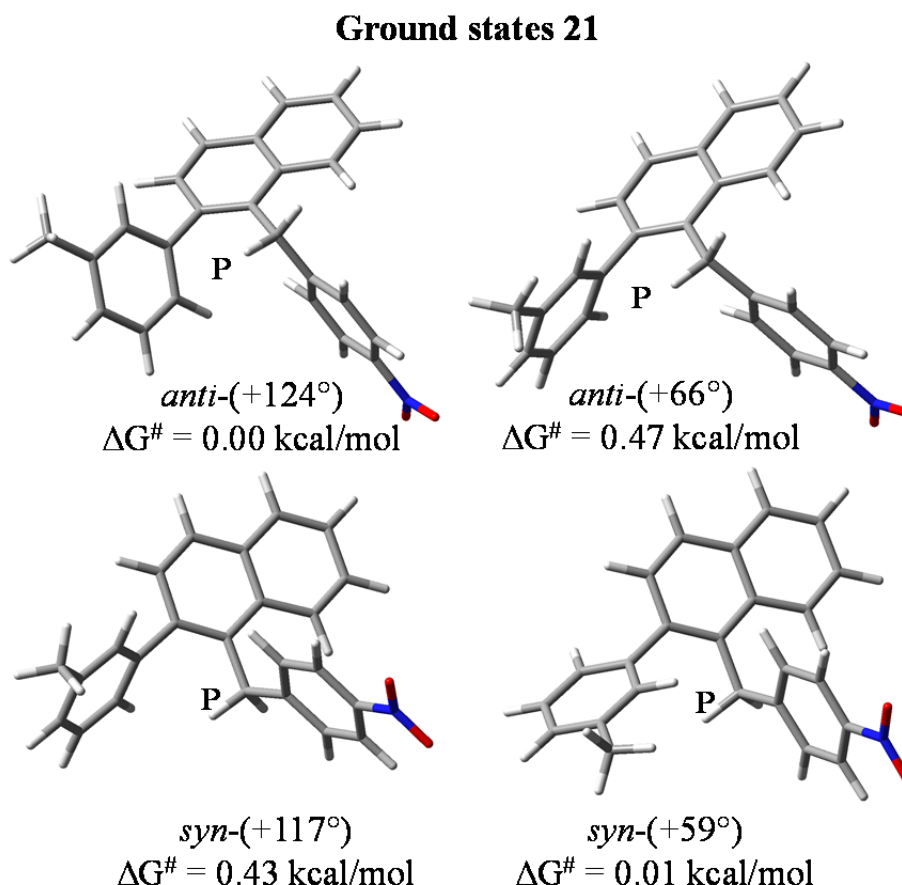 Ground states 21
P
anti-(+124°)
ΔG# = 0.00 kcal/mol
P
anti-(+66°)
ΔG# = 0.47 kcal/mol
P
syn-(+117°)
ΔG# = 0.43 kcal/mol
P
syn-(+59°)
ΔG# = 0.01 kcal/mol